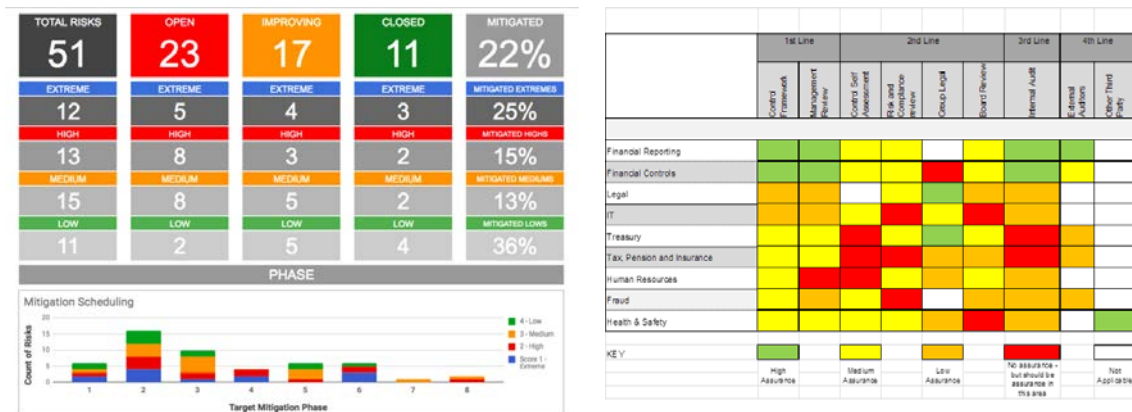 TOTAL RISKS OPEN IMPROVING CLOSED MITIGATED
51 23 17 11 22%
EXTREME EXTREME EXTREME EXTREME MITIGATED EXTREMES
12 5 4 3 25%
HIGH HIGH HIGH HIGH MITIGATED HIGHS
13 8 3 2 15%
MEDIUM MEDIUM MEDIUM MEDIUM MITIGATED MEDIUMS
15 8 5 2 13%
LOW LOW LOW LOW MITIGATED LOWS
11 2 5 4 36%
PHASE
Mitigation Scheduling
Count of Risks
20
15
10
5
0
1 2 3 4 5 6 7 8
Target Mitigation Phase
4 - Low
3 - Medium
2 - High
Score 1 -
Extreme
1st Line 2nd Line 3rd Line 4th Line
Control
Framework
Management
Review
Control Self
Assessment
Risk and
Compliance
review
Group Legal
Board Review
Internal Audit
External
Auditors
Other Third
Party
Financial Reporting
Financial Controls
Legal
IT
Treasury
Tax, Pension and Insurance
Human Resources
Fraud
Health & Safety
KEY
High
Assurance
Medium
Assurance
Low
Assurance
No assurance -
but should be
assurance in
this area
Not
Applicable